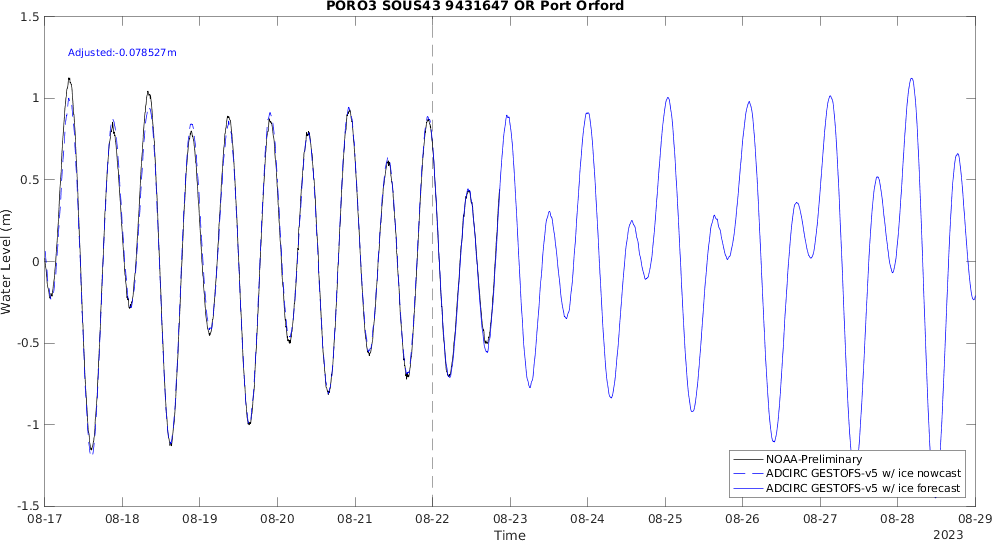 PORO3 SOUS43 9431647 OR Port Orford
Adjusted:-0.078527m
1.5
1
0.5
0
-0.5
-1
-1.5
Water Level (m)
NOAA-Preliminary
ADCIRC GESTOFS-v5 w/ ice nowcast
ADCIRC GESTOFS-v5 w/ ice forecast
08-17 08-18 08-19 08-20 08-21 08-22 08-23 08-24 08-25 08-26 08-27 08-28 08-29
Time
2023